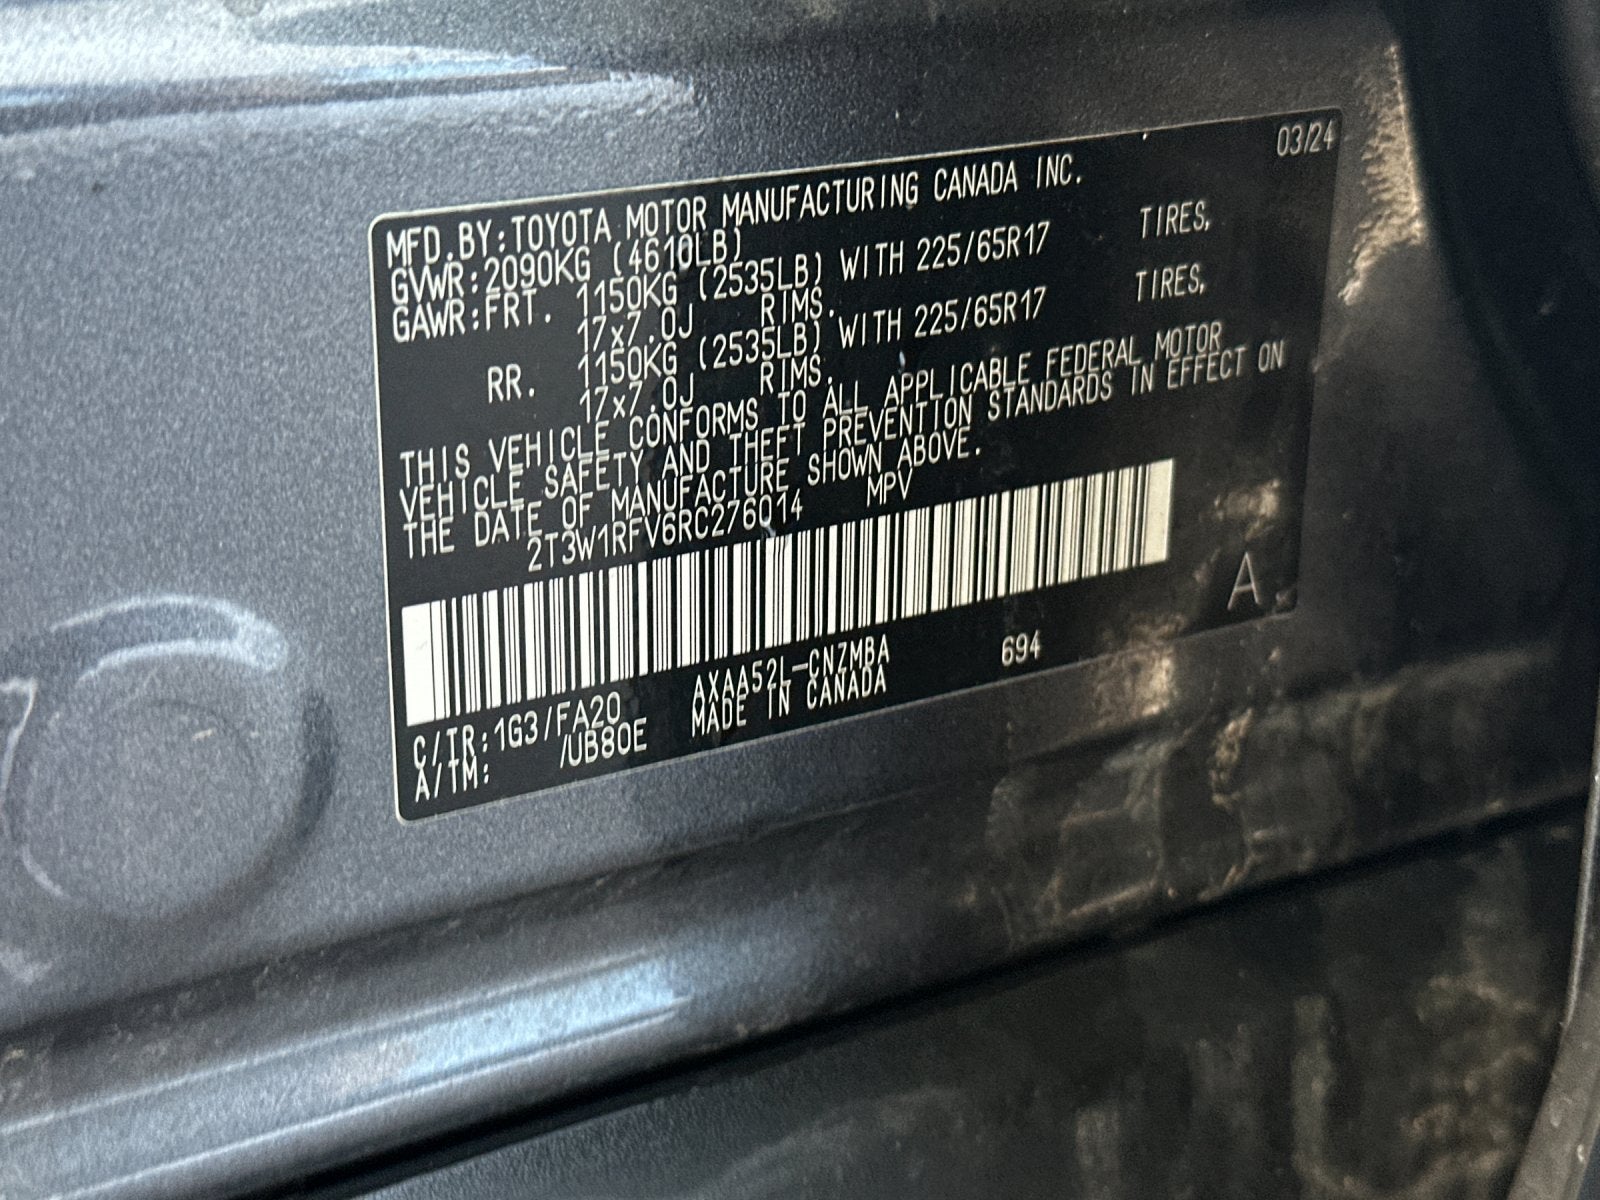 03/24
MFD.BY:TOYOTA MOTOR MANUFACTURING CANADA INC.
GVWR:2090KG (4610LB)
GAWR:FRT. 1150KG (2535LB) WITH 225/65R17 TIRES,
17x7.0J RIMS.
RR. 1150KG (2535LB) WITH 225/65R17 TIRES,
17x7.0J RIMS.
THIS VEHICLE CONFORMS TO ALL APPLICABLE FEDERAL MOTOR
VEHICLE SAFETY AND THEFT PREVENTION STANDARDS IN EFFECT ON
THE DATE OF MANUFACTURE SHOWN ABOVE.
2T3W1RFV6RC276014 MPV
A
AXAA52L-CNZMBA 694
C/TR:1G3/FA20 MADE IN CANADA
A/TM: /UB80E